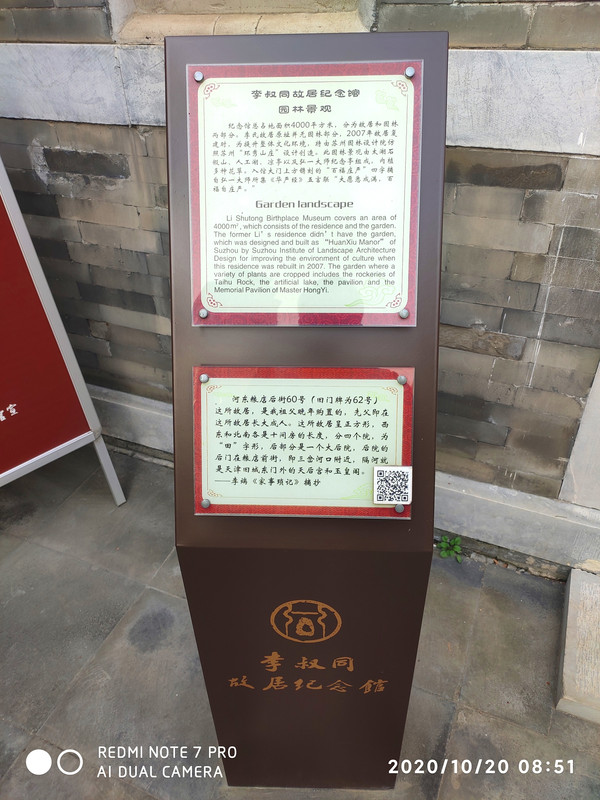 李叔同故居纪念馆
园林景观
纪念馆总占地面积4000平方米，分为故居和园林
两部分。李氏故居原址并无园林部分，2007年故居复
建时，为提升整体文化环境，特由苏州园林设计院仿
照苏州“环秀山庄”设计创造。此园林景观由太湖石
假山、人工湖、凉亭以及弘一大师纪念亭组成，内植
多种花草。入馆大门上方镌刻的“百福庄严”四字摘
自弘一大师所集《华严经》五言联“大愿悉成满，百
福自庄严。”
Garden landscape
Li Shutong Birthplace Museum covers an area of
4000㎡, which consists of the residence and the garden.
The former Li’s residence didn’t have the garden,
which was designed and built as “HuanXiu Manor” of
Suzhou by Suzhou Institute of Landscape Architecture
Design for improving the environment of culture when
this residence was rebuilt in 2007. The garden where a
variety of plants are cropped includes the rockeries of
Taihu Rock, the artificial lake, the pavilion and the
Memorial Pavilion of Master HongYi.
河东粮店后街60号（旧门牌为62号）
这所故居，是我祖父晚年购置的，先父即在
这所故居长大成人。这所故居呈正方形，西
东和北南各是十间房的长度，分四个院，为
“田”字形，后部分是一个大后院，后院的
后门在粮店前街，即三岔河口附近，隔河就
是天津旧城东门外的天后宫和玉皇阁。
——李端《家事琐记》摘抄
李叔同
故居纪念馆
REDMI NOTE 7 PRO
AI DUAL CAMERA
2020/10/20 08:51